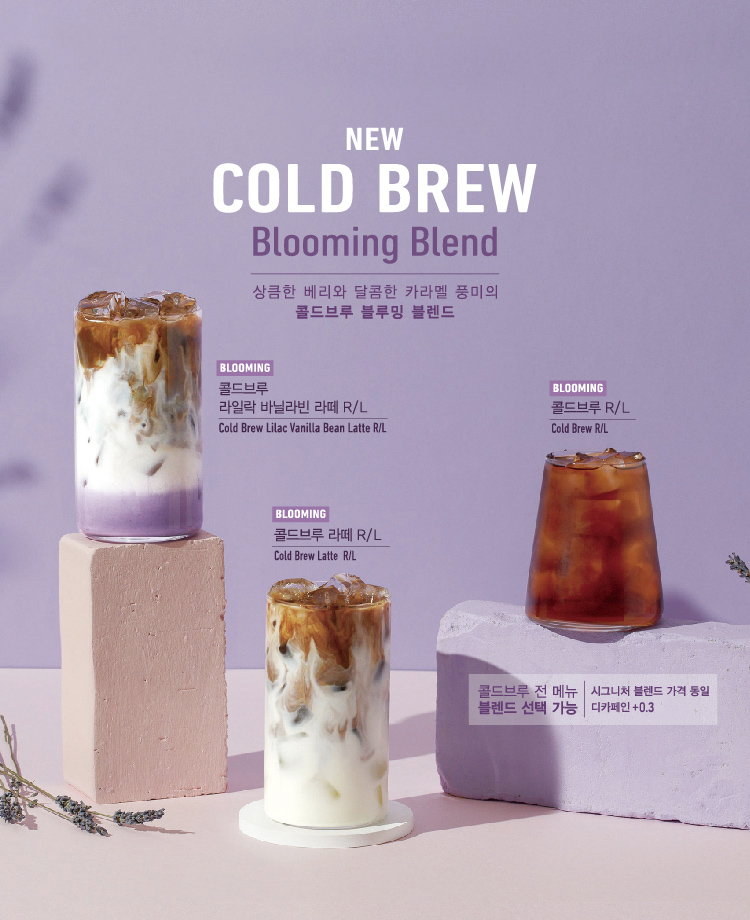 NEW
COLD BREW
Blooming Blend
상큼한 베리와 달콤한 카라멜 풍미의
콜드브루 블루밍 블렌드
BLOOMING
콜드브루
라일락 바닐라빈 라떼 R/L
Cold Brew Lilac Vanilla Bean Latte R/L
BLOOMING
콜드브루 R/L
Cold Brew R/L
BLOOMING
콜드브루 라떼 R/L
Cold Brew Latte R/L
콜드브루 전 메뉴
블렌드 선택 가능
시그니처 블렌드 가격 동일
디카페인 +0.3